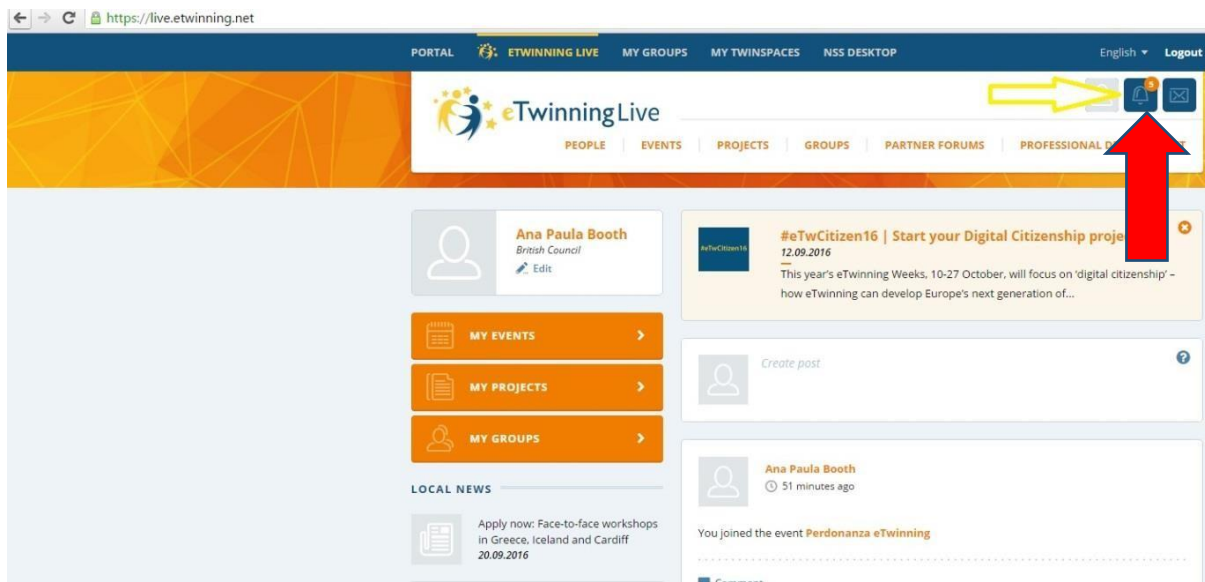 https://live.etwinning.net
PORTAL ETWINNING LIVE MY GROUPS MY TWINSPACES NSS DESKTOP English Logout
eTwinningLive
5
PEOPLE EVENTS PROJECTS GROUPS PARTNER FORUMS PROFESSIONAL
Ana Paula Booth
British Council
Edit
MY EVENTS
MY PROJECTS
MY GROUPS
LOCAL NEWS
Apply now: Face-to-face workshops
in Greece, Iceland and Cardiff
20.09.2016
#eTwCitizen16
#eTwCitizen16 | Start your Digital Citizenship
12.09.2016
This year's eTwinning Weeks, 10-27 October, will focus on 'digital citizenship' –
how eTwinning can develop Europe's next generation of...
Create post
Ana Paula Booth
51 minutes ago
You joined the event Perdonanza eTwinning
Comment